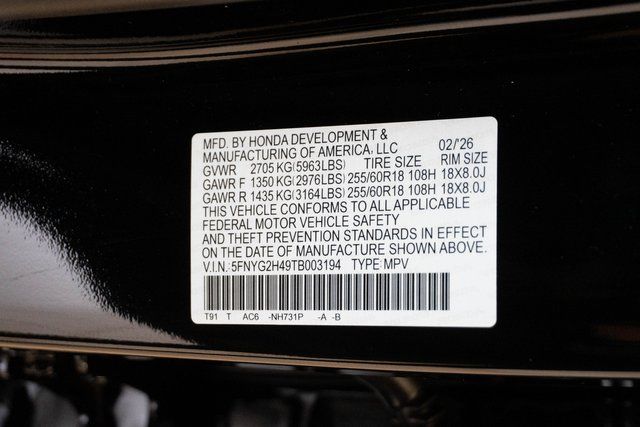 MFD. BY HONDA DEVELOPMENT &
MANUFACTURING OF AMERICA, LLC 02/'26
GVWR 2705 KG(5963LBS) TIRE SIZE RIM SIZE
GAWR F 1350 KG(2976LBS) 255/60R18 108H 18X8.0J
GAWR R 1435 KG(3164LBS) 255/60R18 108H 18X8.0J
THIS VEHICLE CONFORMS TO ALL APPLICABLE
FEDERAL MOTOR VEHICLE SAFETY
AND THEFT PREVENTION STANDARDS IN EFFECT
ON THE DATE OF MANUFACTURE SHOWN ABOVE.
V.I.N.: 5FNYG2H49TB003194 TYPE: MPV
T91 T AC6 -NH731P -A -B